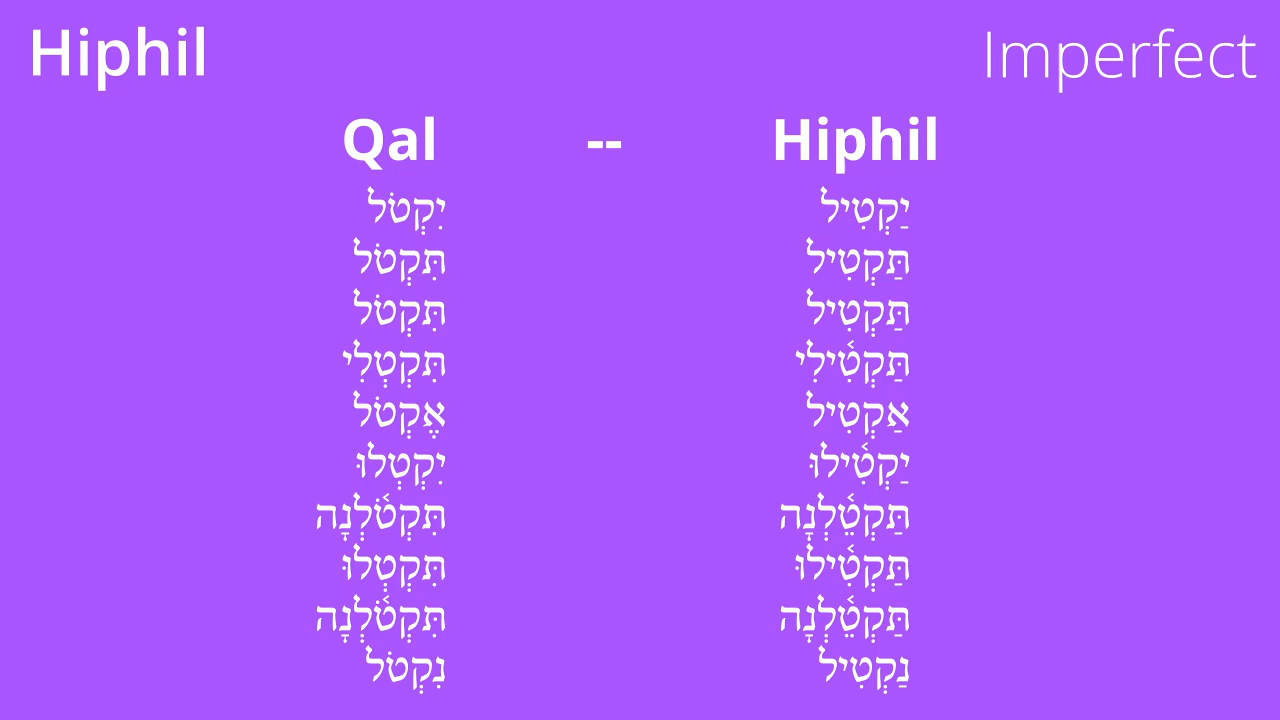 Hiphil Imperfect
Qal -- Hiphil
יִקְטֹל יַקְטִיל
תִּקְטֹל תַּקְטִיל
תִּקְטֹל תַּקְטִיל
תִּקְטְלִי תַּקְטִ֫ילִי
אֶקְטֹל אַקְטִיל
יִקְטְלוּ יַקְטִ֫ילוּ
תִּקְטֹ֫לְנָה תַּקְטֵ֫לְנָה
תִּקְטְלוּ תַּקְטִ֫ילוּ
תִּקְטֹ֫לְנָה תַּקְטֵ֫לְנָה
נִקְטֹל נַקְטִיל